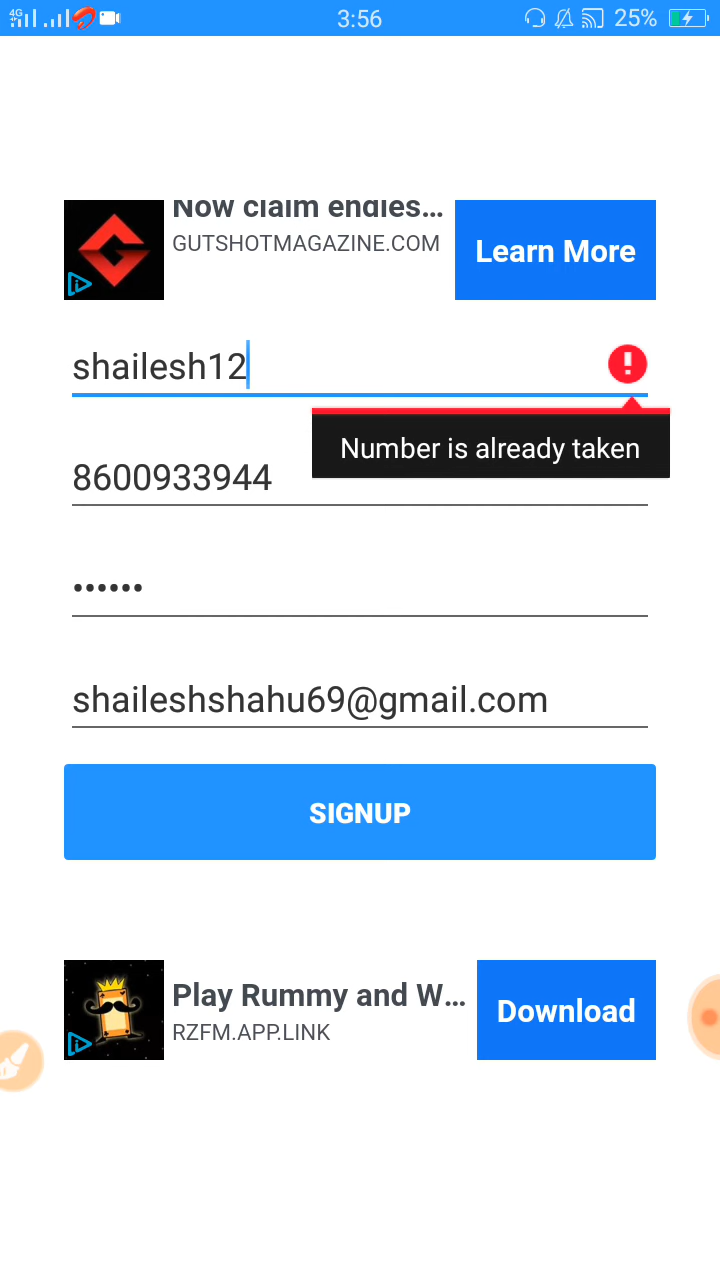 4G
3:56
25%
Now claim endles...
GUTSHOTMAGAZINE.COM
Learn More
shailesh12
Number is already taken
8600933944
••••••
shaileshshahu69@gmail.com
SIGNUP
Play Rummy and W...
RZFM.APP.LINK
Download